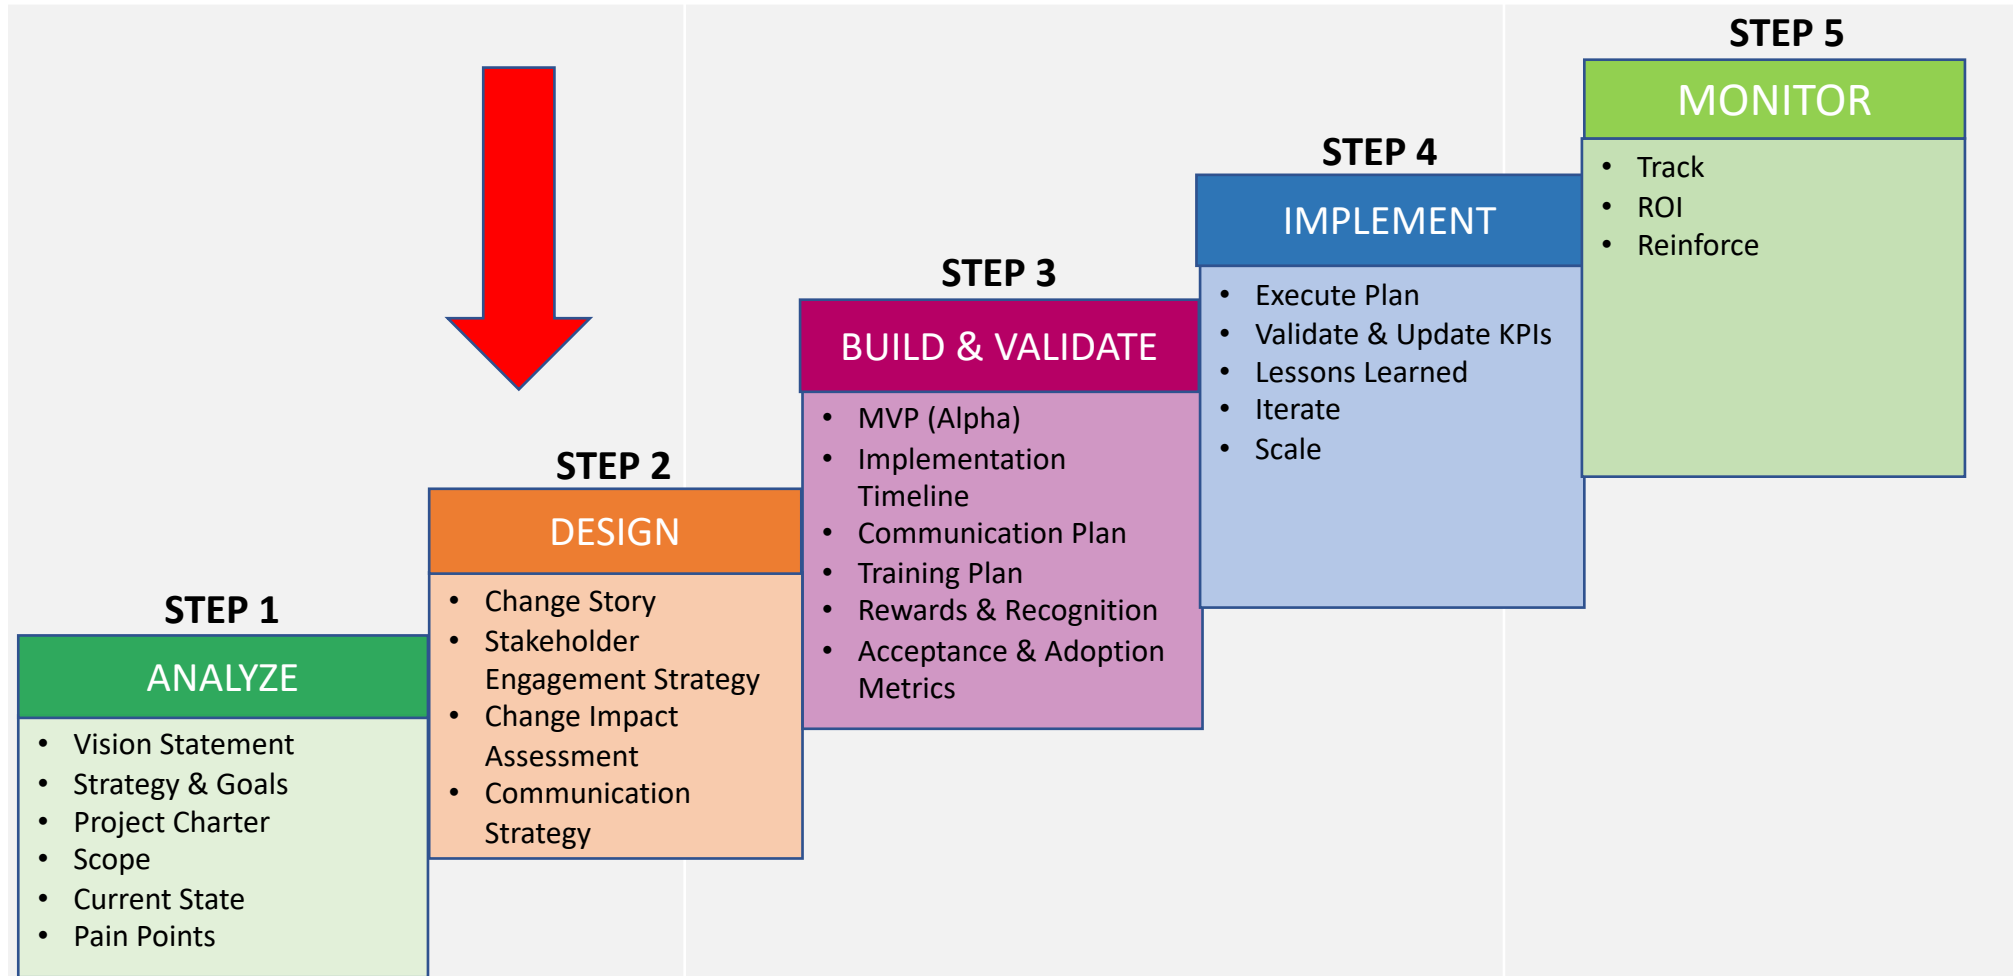 STEP 1
ANALYZE
• Vision Statement
• Strategy & Goals
• Project Charter
• Scope
• Current State
• Pain Points
STEP 2
DESIGN
• Change Story
• Stakeholder
Engagement Strategy
• Change Impact
Assessment
• Communication
Strategy
STEP 3
BUILD & VALIDATE
• MVP (Alpha)
• Implementation
Timeline
• Communication Plan
• Training Plan
• Rewards & Recognition
• Acceptance & Adoption
Metrics
STEP 4
IMPLEMENT
• Execute Plan
• Validate & Update KPIs
• Lessons Learned
• Iterate
• Scale
STEP 5
MONITOR
• Track
• ROI
• Reinforce